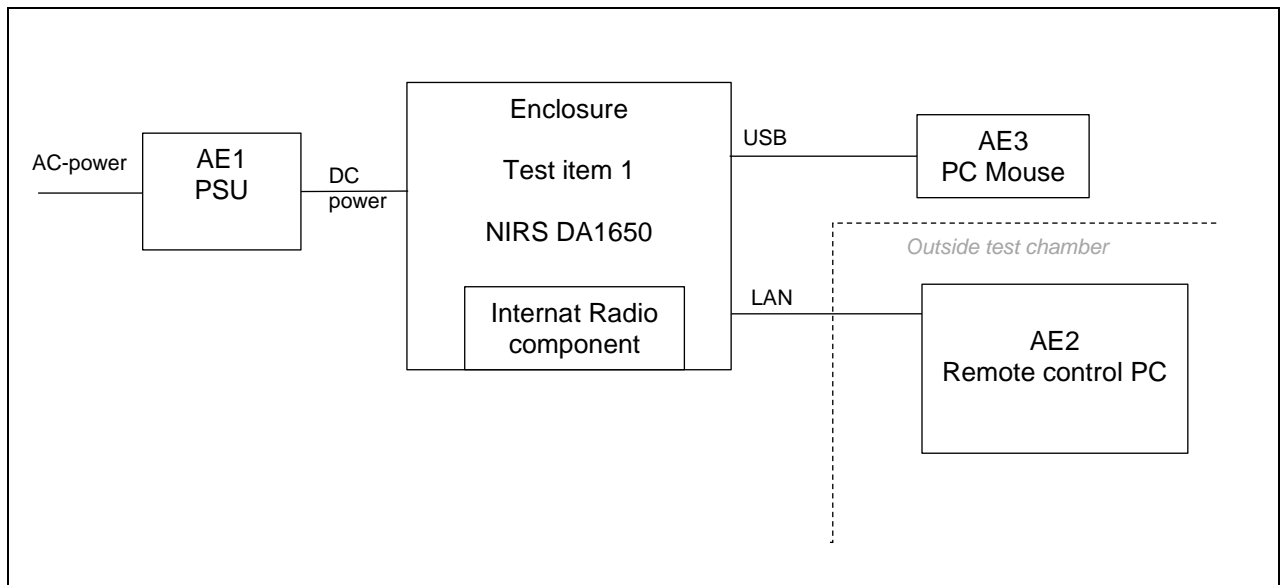 AC-power
AE1
PSU
DC
power
Enclosure
Test item 1
NIRS DA1650
Internat Radio
component
USB
AE3
PC Mouse
Outside test chamber
LAN
AE2
Remote control PC